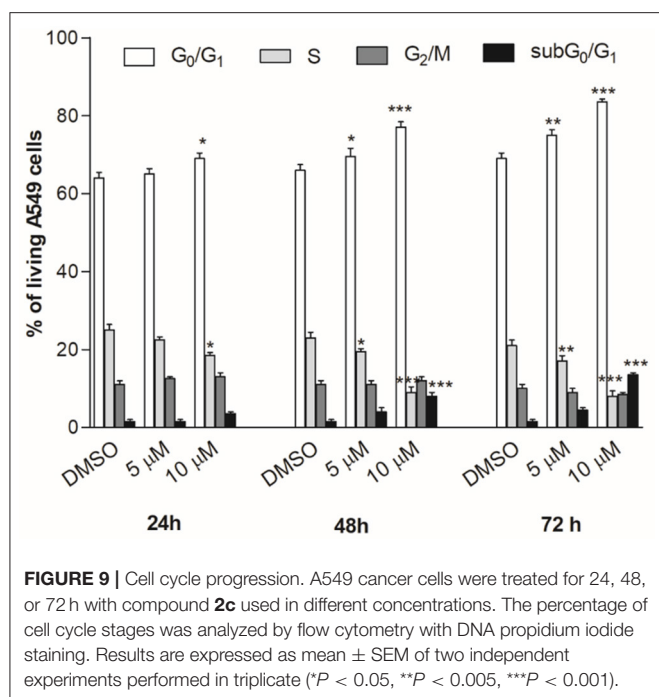 100
G₀/G₁ S G₂/M subG₀/G₁
80
60
40
20
0
% of living A549 cells
* * *** ** ***
* * *** *** ** *** ***
DMSO 5 μM 10 μM DMSO 5 μM 10 μM DMSO 5 μM 10 μM
24h 48h 72 h
FIGURE 9 | Cell cycle progression. A549 cancer cells were treated for 24, 48,
or 72 h with compound 2c used in different concentrations. The percentage of
cell cycle stages was analyzed by flow cytometry with DNA propidium iodide
staining. Results are expressed as mean ± SEM of two independent
experiments performed in triplicate (*P < 0.05, **P < 0.005, ***P < 0.001).